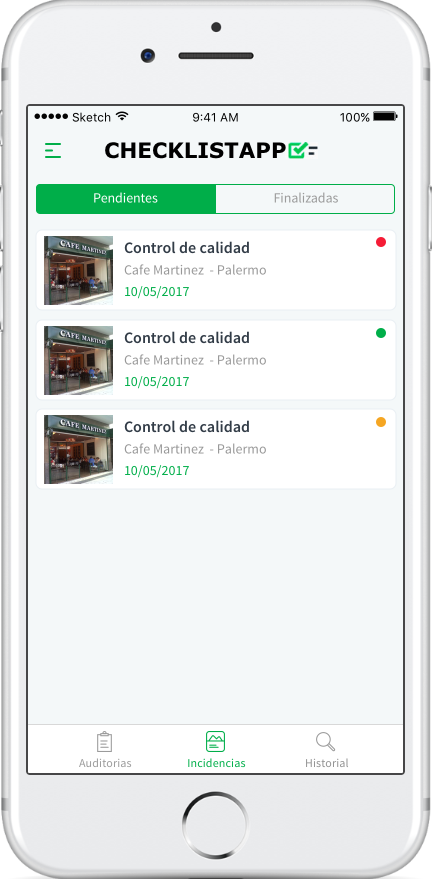 Sketch 9:41 AM 100%
CHECKLISTAPP
Pendientes Finalizadas
CAFE MARTINEZ
Control de calidad
Cafe Martinez - Palermo
10/05/2017
CAFE MARTINEZ
Control de calidad
Cafe Martinez - Palermo
10/05/2017
CAFE MARTINEZ
Control de calidad
Cafe Martinez - Palermo
10/05/2017
Auditorias Incidencias Historial